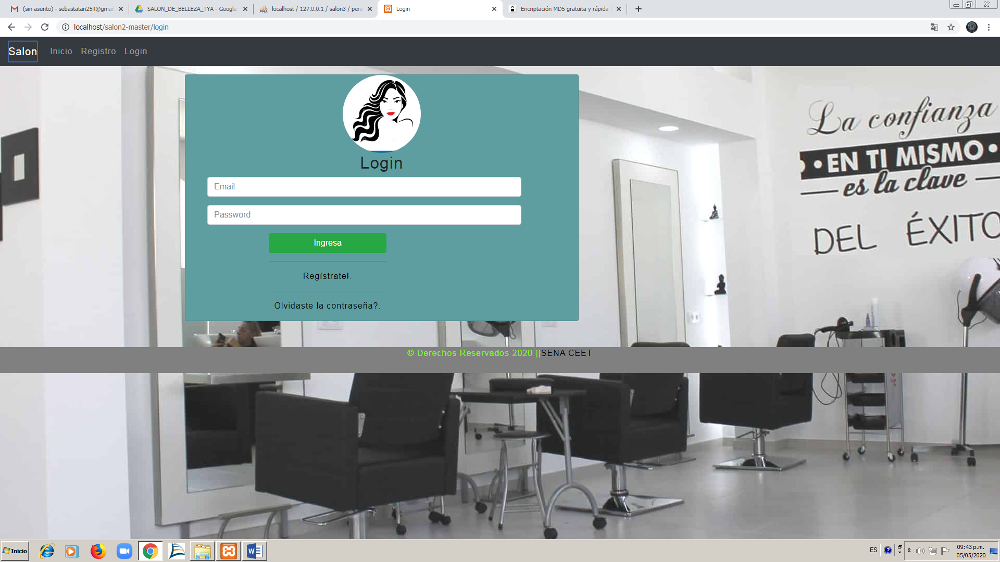 (sin asunto) - sebastatan254@gmai
SALON_DE_BELLEZA_TYA - Google
localhost / 127.0.0.1 / salon3 / pers
Login
Encriptación MD5 gratuita y rápida
localhost/salon2-master/login
Salon
Inicio
Registro
Login
La confianza
EN TI MISMO
es la clave
DEL ÉXITO
Login
Email
Password
Ingresa
Regístrate!.
Olvidaste la contraseña?.
© Derechos Reservados 2020 ||SENA CEET
Inicio
ES
09:43 p.m.
05/05/2020